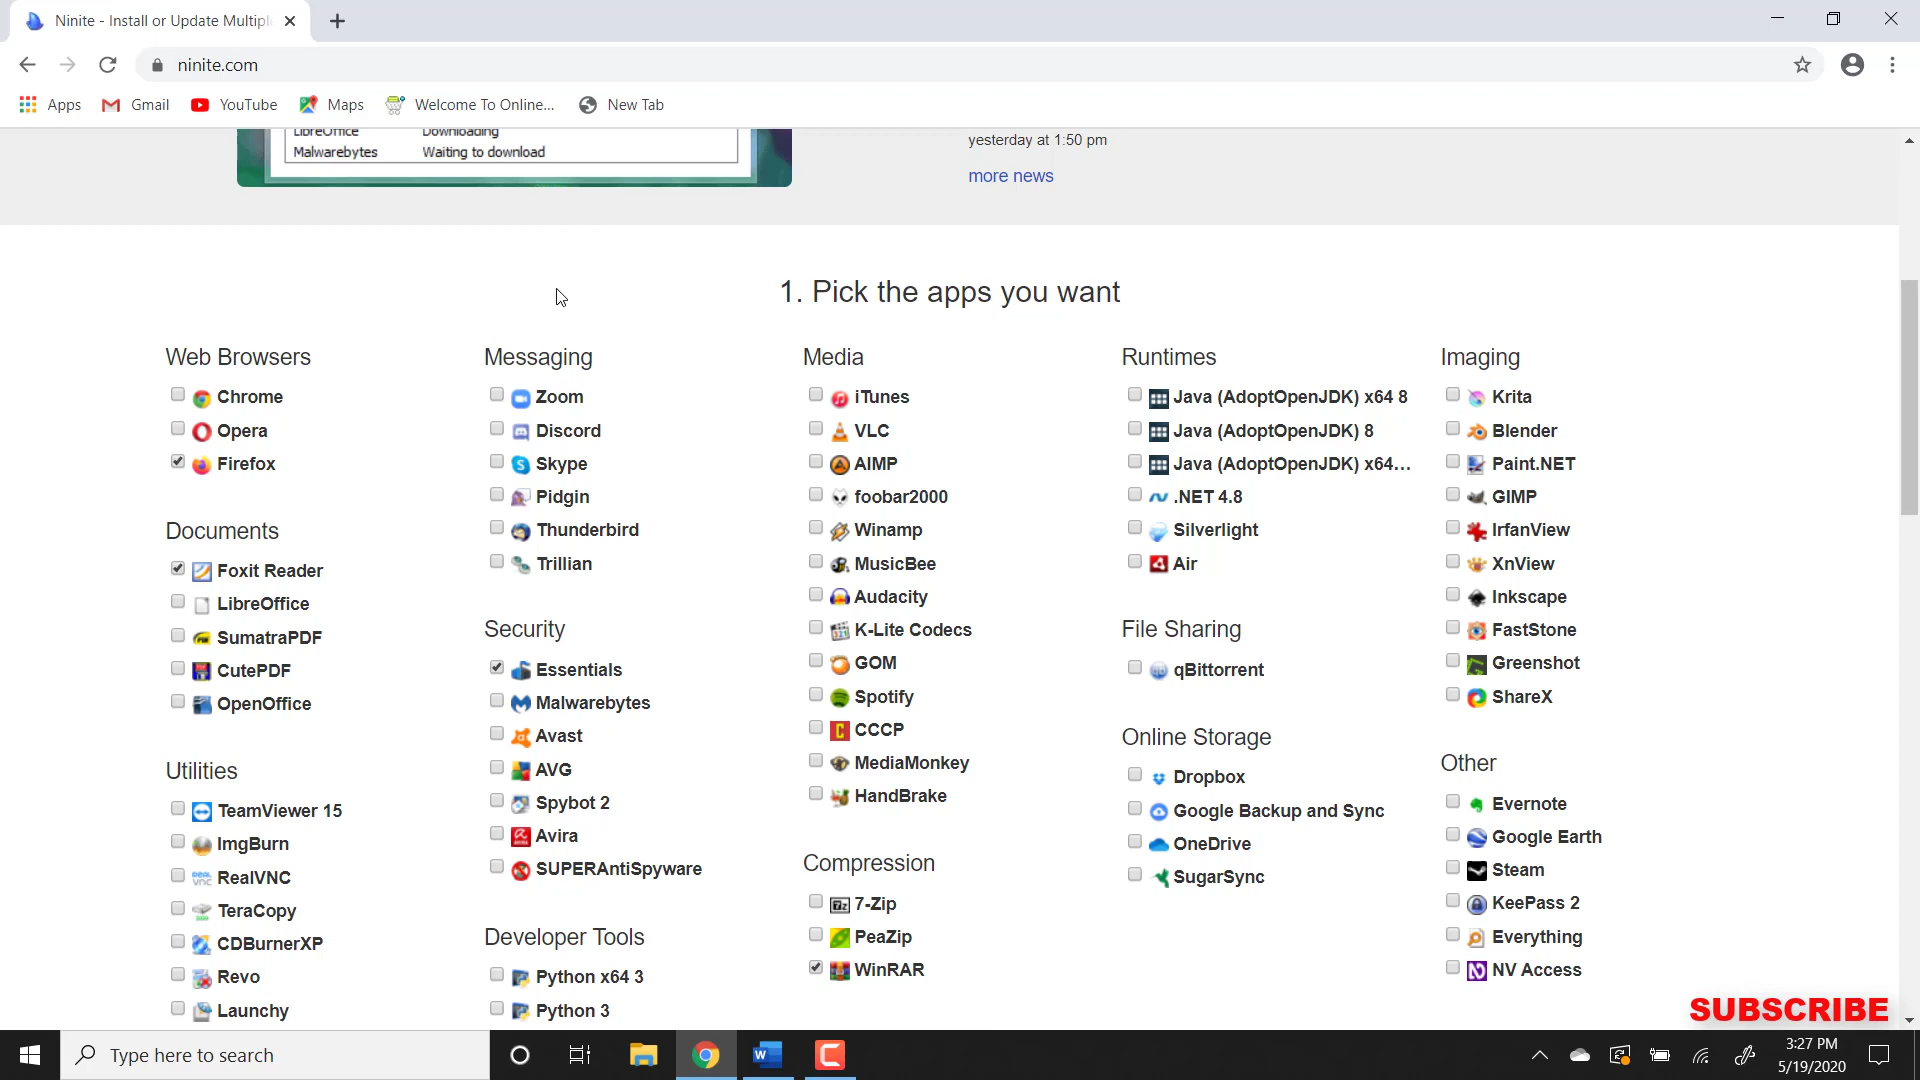 Ninite - Install or Update Multipl
ninite.com
Apps
Gmail
YouTube
Maps
Welcome To Online...
New Tab
LibreOffice Downloading
Malwarebytes Waiting to download
yesterday at 1:50 pm
more news
1. Pick the apps you want
Web Browsers
Chrome
Opera
Firefox
Documents
Foxit Reader
LibreOffice
SumatraPDF
CutePDF
OpenOffice
Utilities
TeamViewer 15
ImgBurn
RealVNC
TeraCopy
CDBurnerXP
Revo
Launchy
Messaging
Zoom
Discord
Skype
Pidgin
Thunderbird
Trillian
Security
Essentials
Malwarebytes
Avast
AVG
Spybot 2
Avira
SUPERAntiSpyware
Developer Tools
Python x64 3
Python 3
Media
iTunes
VLC
AIMP
foobar2000
Winamp
MusicBee
Audacity
K-Lite Codecs
GOM
Spotify
CCCP
MediaMonkey
HandBrake
Compression
7-Zip
PeaZip
WinRAR
Runtimes
Java (AdoptOpenJDK) x64 8
Java (AdoptOpenJDK) 8
Java (AdoptOpenJDK) x64...
.NET 4.8
Silverlight
Air
File Sharing
qBittorrent
Online Storage
Dropbox
Google Backup and Sync
OneDrive
SugarSync
Imaging
Krita
Blender
Paint.NET
GIMP
IrfanView
XnView
Inkscape
FastStone
Greenshot
ShareX
Other
Evernote
Google Earth
Steam
KeePass 2
Everything
NV Access
SUBSCRIBE
Type here to search
3:27 PM
5/19/2020